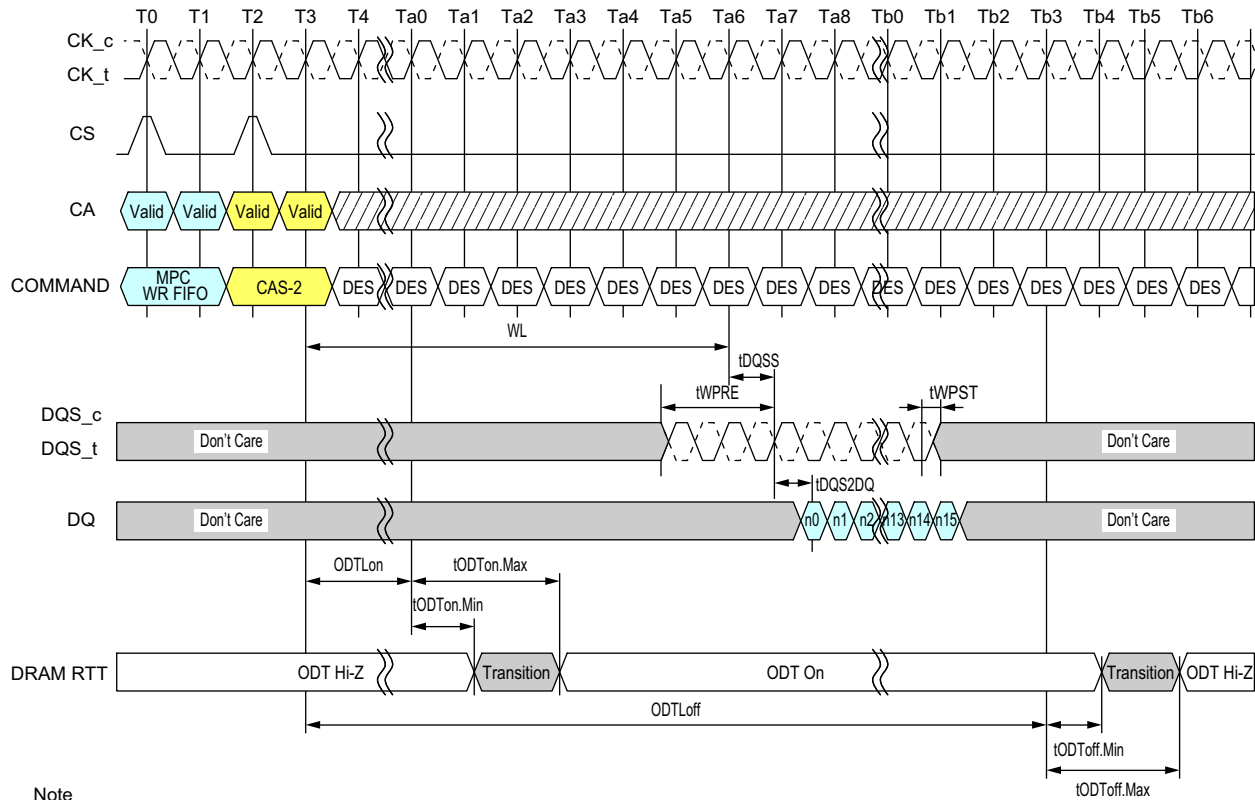 T0 T1 T2 T3 T4 Ta0 Ta1 Ta2 Ta3 Ta4 Ta5 Ta6 Ta7 Ta8 Tb0 Tb1 Tb2 Tb3 Tb4 Tb5 Tb6
CK_c
CK_t
CS
CA Valid Valid Valid Valid
COMMAND MPC WR FIFO CAS-2 DES DES DES DES DES DES DES DES DES DES DES DES DES DES DES DES DES
WL
tDQSS
tWPRE tWPST
DQS_c
DQS_t Don't Care Don't Care
tDQS2DQ
DQ Don't Care n0 n1 n2 n13 n14 n15 Don't Care
ODTLon tODTon.Max
tODTon.Min
DRAM RTT ODT Hi-Z Transition ODT On Transition ODT Hi-Z
ODTLoff
tODToff.Min
tODToff.Max
Note